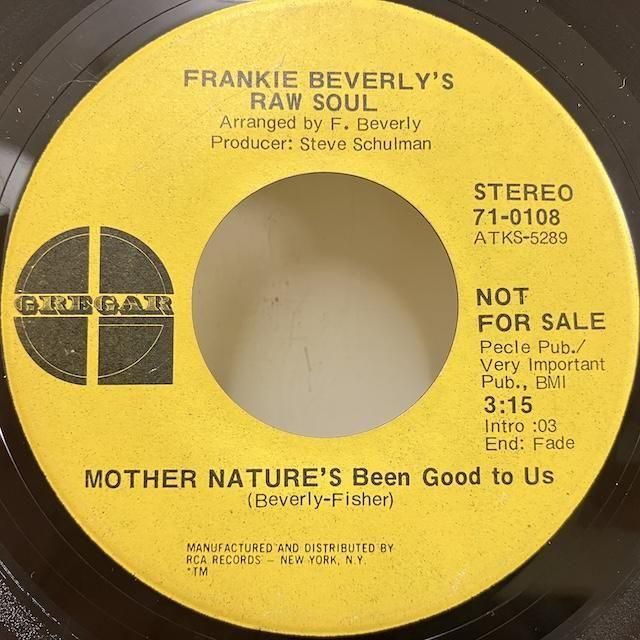 FRANKIE BEVERLY'S
RAW SOUL
Arranged by F. Beverly
Producer: Steve Schulman
STEREO
71-0108
ATKS-5289
GREGAR
NOT
FOR SALE
Pecle Pub./
Very Important
Pub., BMI
3:15
Intro :03
End: Fade
MOTHER NATURE'S Been Good to Us
(Beverly-Fisher)
MANUFACTURED AND DISTRIBUTED BY
RCA RECORDS - NEW YORK, N.Y.
*TM